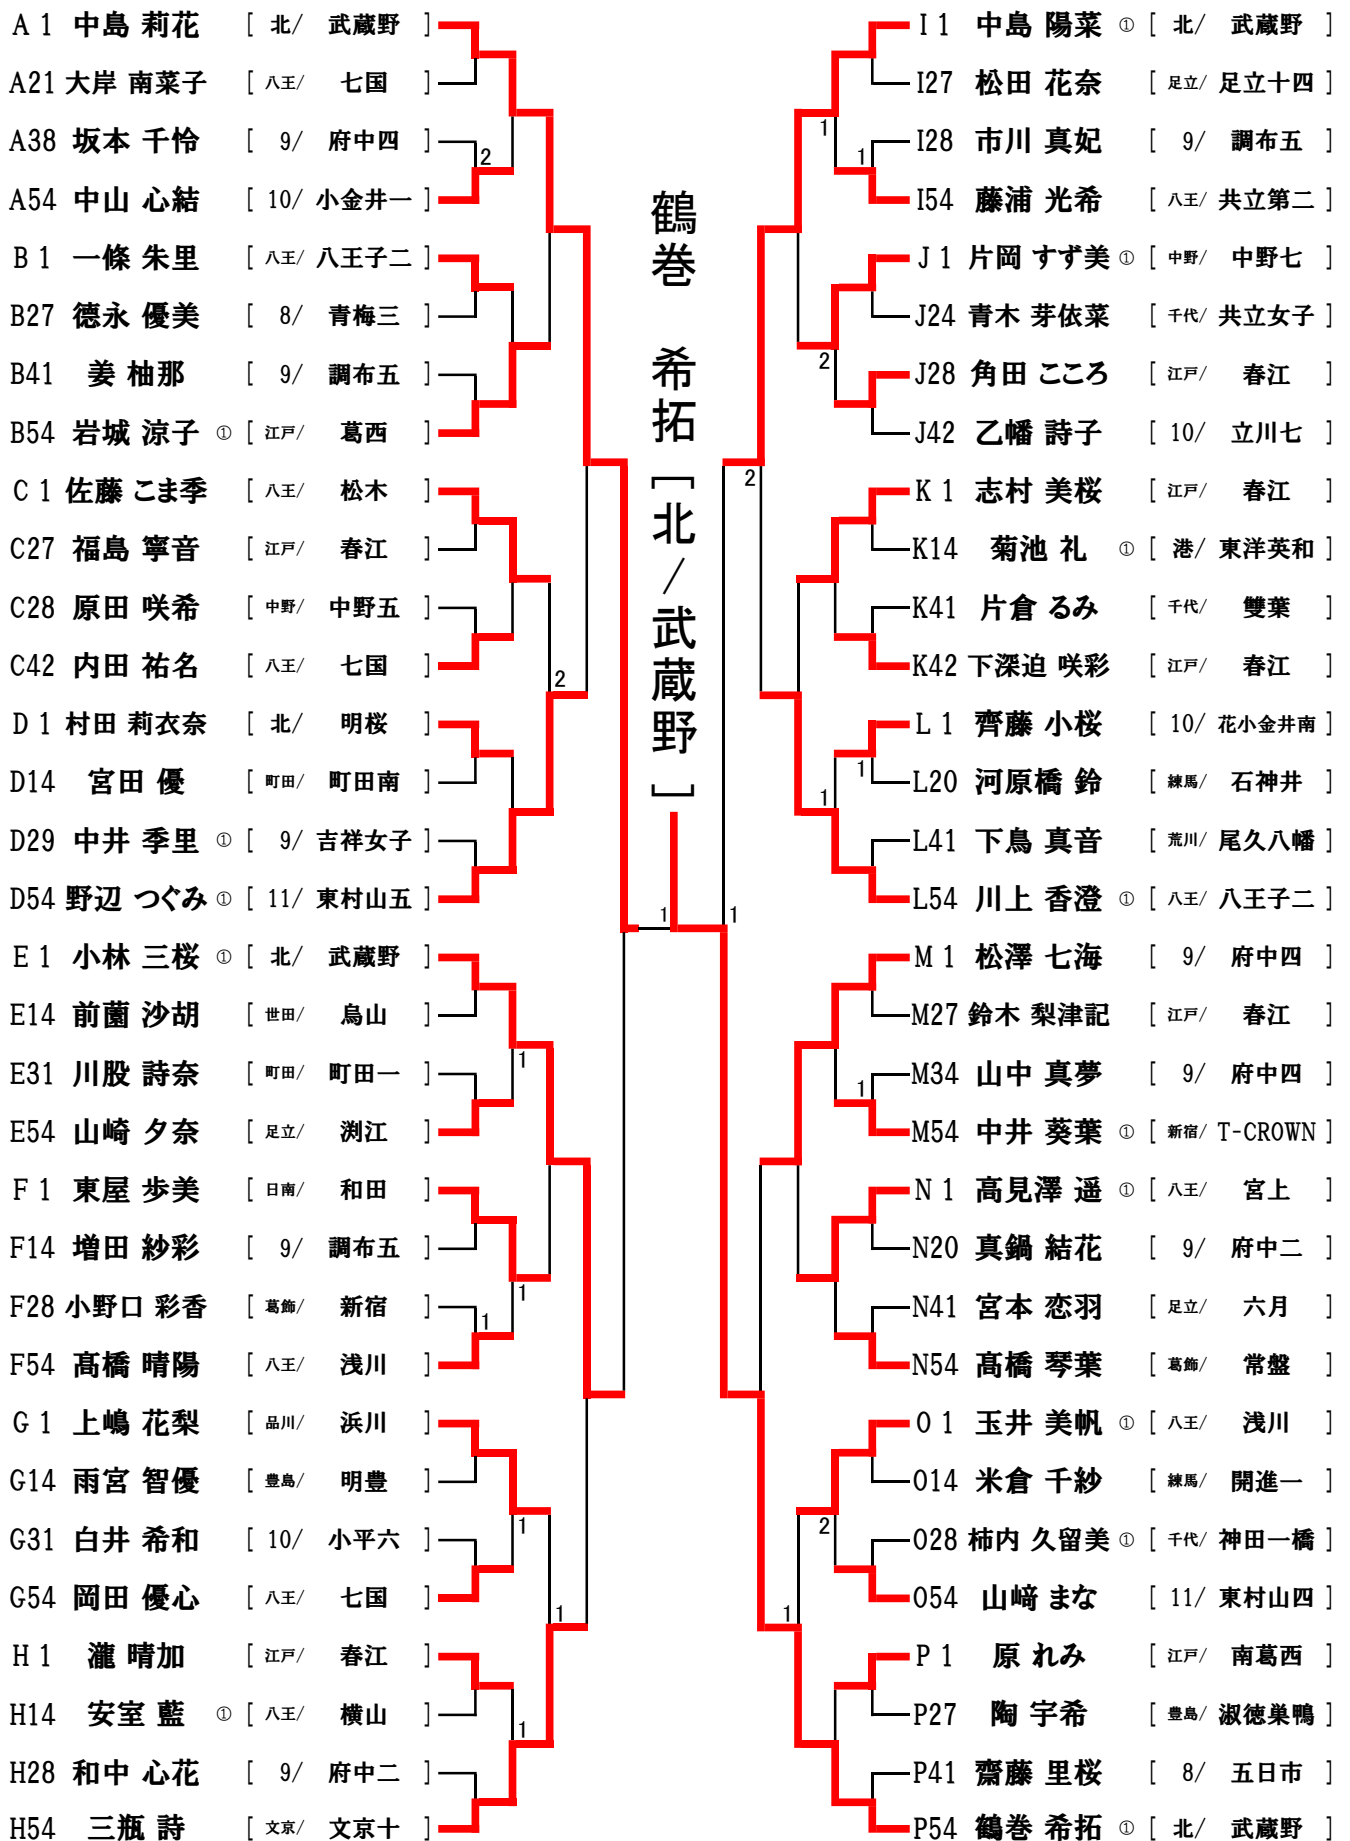 A 1 中島 莉花 [ 北/ 武蔵野 ]
A21 大岸 南菜子 [ 八王/ 七国 ]
A38 坂本 千怜 [ 9/ 府中四 ]
2
A54 中山 心結 [ 10/ 小金井一 ]
B 1 一條 朱里 [ 八王/ 八王子二 ]
B27 德永 優美 [ 8/ 青梅三 ]
B41 姜 柚那 [ 9/ 調布五 ]
B54 岩城 涼子 ① [ 江戸/ 葛西 ]
C 1 佐藤 こま季 [ 八王/ 松木 ]
C27 福島 寧音 [ 江戸/ 春江 ]
C28 原田 咲希 [ 中野/ 中野五 ]
C42 内田 祐名 [ 八王/ 七国 ]
2
D 1 村田 莉衣奈 [ 北/ 明桜 ]
D14 宮田 優 [ 町田/ 町田南 ]
D29 中井 季里 ① [ 9/ 吉祥女子 ]
D54 野辺 つぐみ ① [ 11/ 東村山五 ]
E 1 小林 三桜 ① [ 北/ 武蔵野 ]
E14 前薗 沙胡 [ 世田/ 烏山 ]
1
E31 川股 詩奈 [ 町田/ 町田一 ]
E54 山崎 夕奈 [ 足立/ 渕江 ]
F 1 東屋 歩美 [ 日南/ 和田 ]
F14 増田 紗彩 [ 9/ 調布五 ]
1
F28 小野口 彩香 [ 葛飾/ 新宿 ]
1
F54 髙橋 晴陽 [ 八王/ 浅川 ]
G 1 上嶋 花梨 [ 品川/ 浜川 ]
G14 雨宮 智優 [ 豊島/ 明豊 ]
1
G31 白井 希和 [ 10/ 小平六 ]
G54 岡田 優心 [ 八王/ 七国 ]
1
H 1 瀧 晴加 [ 江戸/ 春江 ]
H14 安室 藍 ① [ 八王/ 横山 ]
1
H28 和中 心花 [ 9/ 府中二 ]
H54 三瓶 詩 [ 文京/ 文京十 ]
鶴巻 希拓 [北/武蔵野]
1
1
I 1 中島 陽菜 ① [ 北/ 武蔵野 ]
I27 松田 花奈 [ 足立/ 足立十四 ]
1
I28 市川 真妃 [ 9/ 調布五 ]
1
I54 藤浦 光希 [ 八王/ 共立第二 ]
J 1 片岡 すず美 ① [ 中野/ 中野七 ]
J24 青木 芽依菜 [ 千代/ 共立女子 ]
2
J28 角田 こころ [ 江戸/ 春江 ]
J42 乙幡 詩子 [ 10/ 立川七 ]
2
K 1 志村 美桜 [ 江戸/ 春江 ]
K14 菊池 礼 ① [ 港/ 東洋英和 ]
K41 片倉 るみ [ 千代/ 雙葉 ]
K42 下深迫 咲彩 [ 江戸/ 春江 ]
L 1 齊藤 小桜 [ 10/ 花小金井南 ]
1
L20 河原橋 鈴 [ 練馬/ 石神井 ]
1
L41 下鳥 真音 [ 荒川/ 尾久八幡 ]
L54 川上 香澄 ① [ 八王/ 八王子二 ]
M 1 松澤 七海 [ 9/ 府中四 ]
M27 鈴木 梨津記 [ 江戸/ 春江 ]
M34 山中 真夢 [ 9/ 府中四 ]
1
M54 中井 葵葉 ① [ 新宿/ T-CROWN ]
N 1 高見澤 遥 ① [ 八王/ 宮上 ]
N20 真鍋 結花 [ 9/ 府中二 ]
N41 宮本 恋羽 [ 足立/ 六月 ]
N54 髙橋 琴葉 [ 葛飾/ 常盤 ]
O 1 玉井 美帆 ① [ 八王/ 浅川 ]
O14 米倉 千紗 [ 練馬/ 開進一 ]
2
O28 柿内 久留美 ① [ 千代/ 神田一橋 ]
O54 山﨑 まな [ 11/ 東村山四 ]
1
P 1 原 れみ [ 江戸/ 南葛西 ]
P27 陶 宇希 [ 豊島/ 淑徳巣鴨 ]
P41 齋藤 里桜 [ 8/ 五日市 ]
P54 鶴巻 希拓 ① [ 北/ 武蔵野 ]